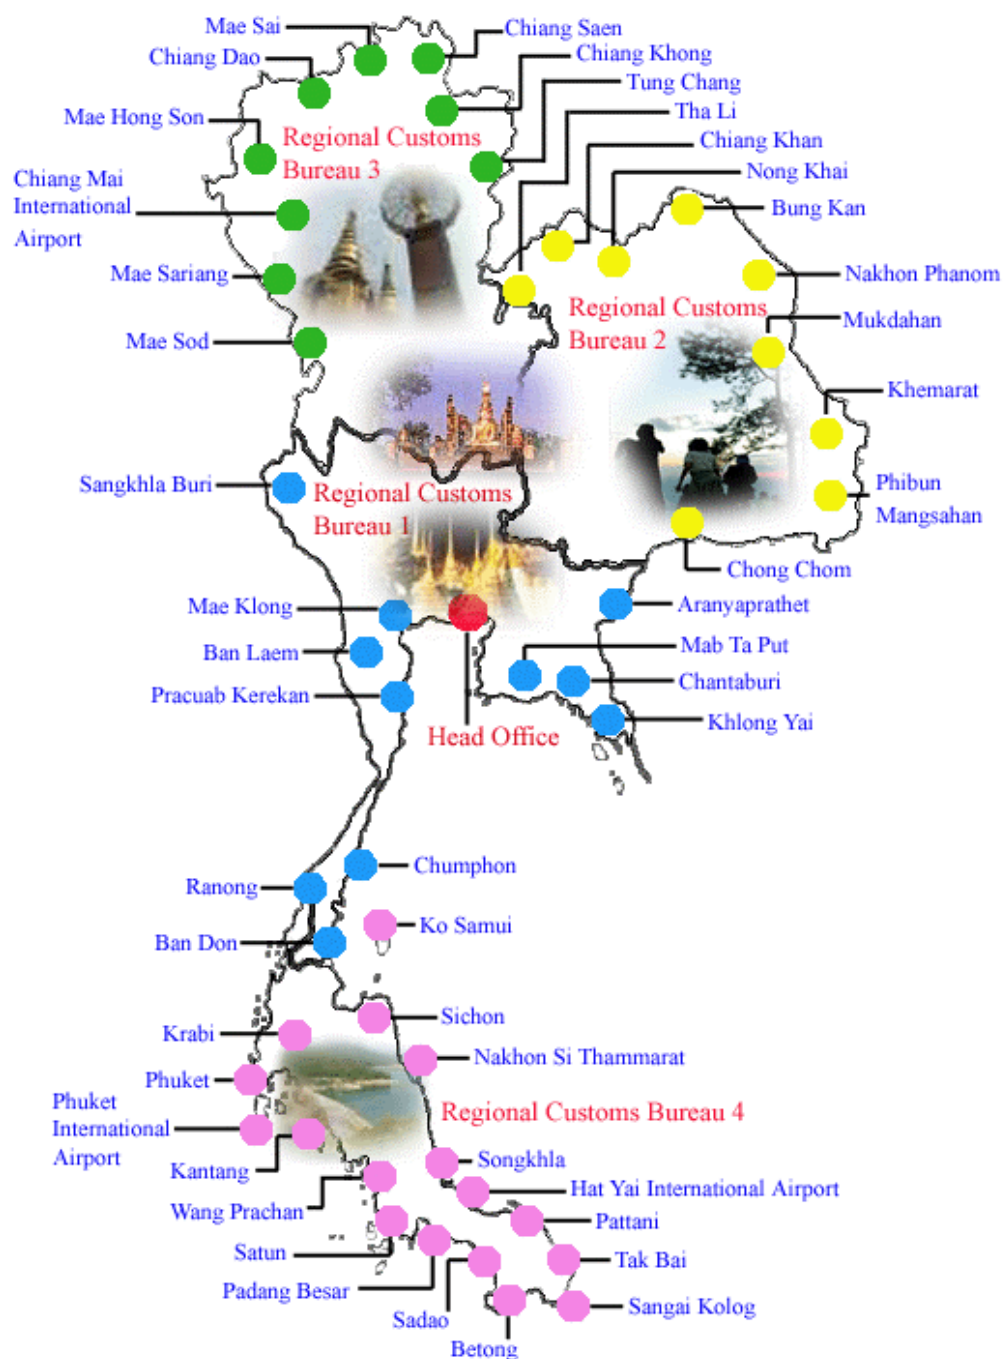 Mae Sai
Chiang Saen
Chiang Dao
Chiang Khong
Tung Chang
Mae Hong Son
Tha Li
Regional Customs
Bureau 3
Chiang Khan
Nong Khai
Chiang Mai
International
Airport
Bung Kan
Mae Sariang
Nakhon Phanom
Regional Customs
Bureau 2
Mukdahan
Mae Sod
Khemarat
Sangkhla Buri
Regional Customs
Bureau 1
Phibun
Mangsahan
Chong Chom
Mae Klong
Aranyaprathet
Ban Laem
Mab Ta Put
Pracuab Kerekan
Chantaburi
Khlong Yai
Head Office
Chumphon
Ranong
Ko Samui
Ban Don
Sichon
Krabi
Nakhon Si Thammarat
Phuket
Phuket
International
Airport
Regional Customs Bureau 4
Kantang
Songkhla
Hat Yai International Airport
Wang Prachan
Pattani
Satun
Tak Bai
Padang Besar
Sadao
Sangai Kolog
Betong